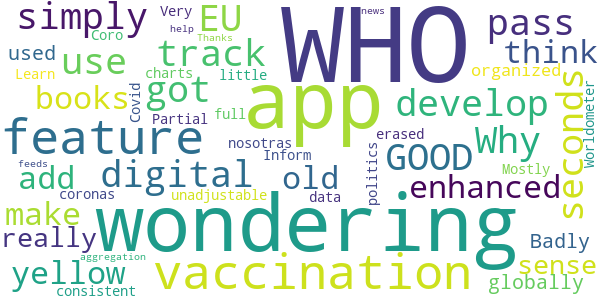 simply Very EU WHO news pass
used Coro help Thanks track think
Learn use charts little app organized
books Covid got develop seconds Worldometer
Partial full
feature nosotras erased Why
add digital Inform old politics GOOD Mostly
coronas unadjustable data enhanced
make wondering
really Badly
feeds vaccination sense
yellow aggregation globally
consistent